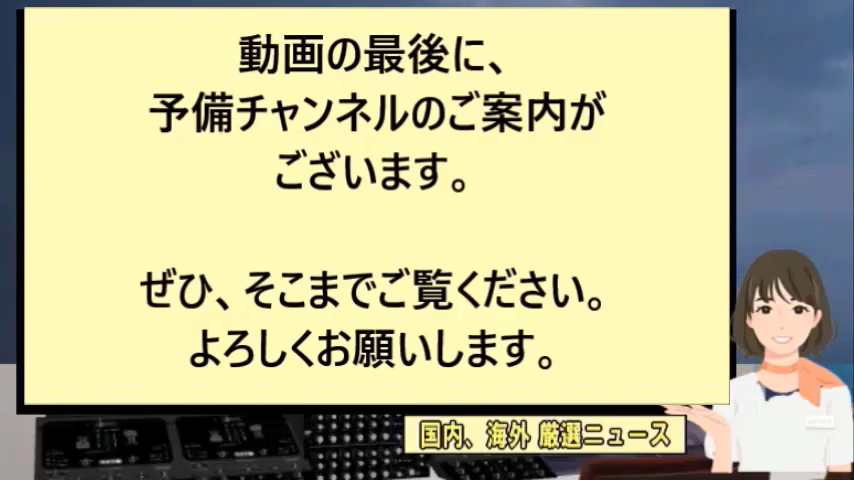 動画の最後に、
予備チャンネルのご案内が
ございます。
ぜひ、そこまでご覧ください。
よろしくお願いします。
国内、海外 厳選ニュース